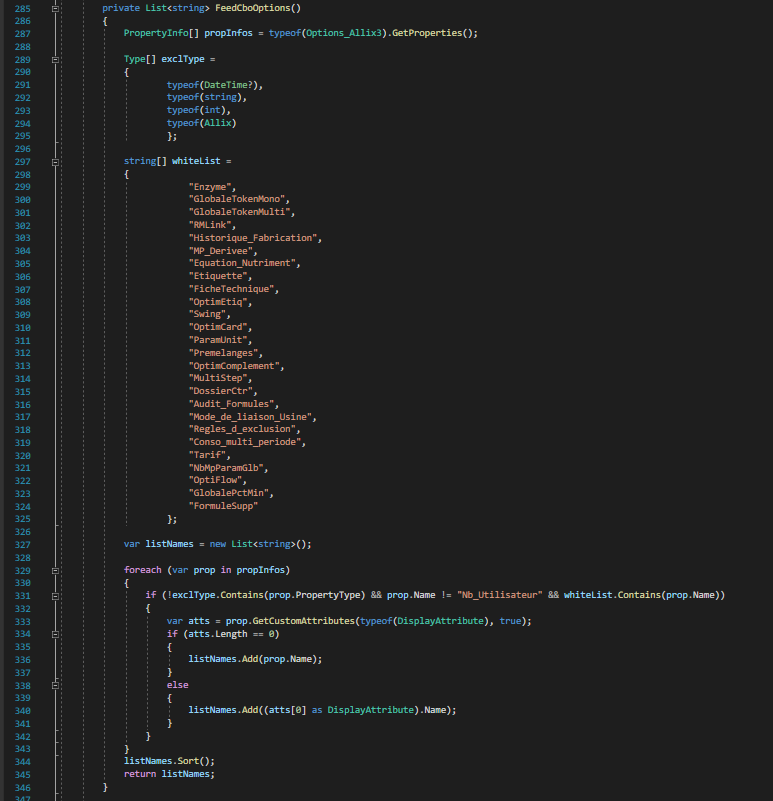 285 private List<string> FeedCboOptions()
286 {
287 PropertyInfo[] propInfos = typeof(Options_Allix3).GetProperties();
288
289 Type[] exclType =
290 {
291 typeof(DateTime?),
292 typeof(string),
293 typeof(int),
294 typeof(Allix)
295 };
296
297 string[] whiteList =
298 {
299 "Enzyme",
300 "GlobaleTokenMono",
301 "GlobaleTokenMulti",
302 "RMLink",
303 "Historique_Fabrication",
304 "MP_Derivee",
305 "Equation_Nutriment",
306 "Etiquette",
307 "FicheTechnique",
308 "OptimEtiq",
309 "Swing",
310 "OptimCard",
311 "ParamUnit",
312 "Premelanges",
313 "OptimComplement",
314 "MultiStep",
315 "DossierCtr",
316 "Audit_Formules",
317 "Mode_de_liaison_Usine",
318 "Regles_d_exclusion",
319 "Conso_multi_periode",
320 "Tarif",
321 "NbMpParamGlb",
322 "OptiFlow",
323 "GlobalePctMin",
324 "FormuleSupp"
325 };
326
327 var listNames = new List<string>();
328
329 foreach (var prop in propInfos)
330 {
331 if (!exclType.Contains(prop.PropertyType) && prop.Name != "Nb_Utilisateur" && whiteList.Contains(prop.Name))
332 {
333 var atts = prop.GetCustomAttributes(typeof(DisplayAttribute), true);
334 if (atts.Length == 0)
335 {
336 listNames.Add(prop.Name);
337 }
338 else
339 {
340 listNames.Add((atts[0] as DisplayAttribute).Name);
341 }
342 }
343 }
344 listNames.Sort();
345 return listNames;
346 }
347